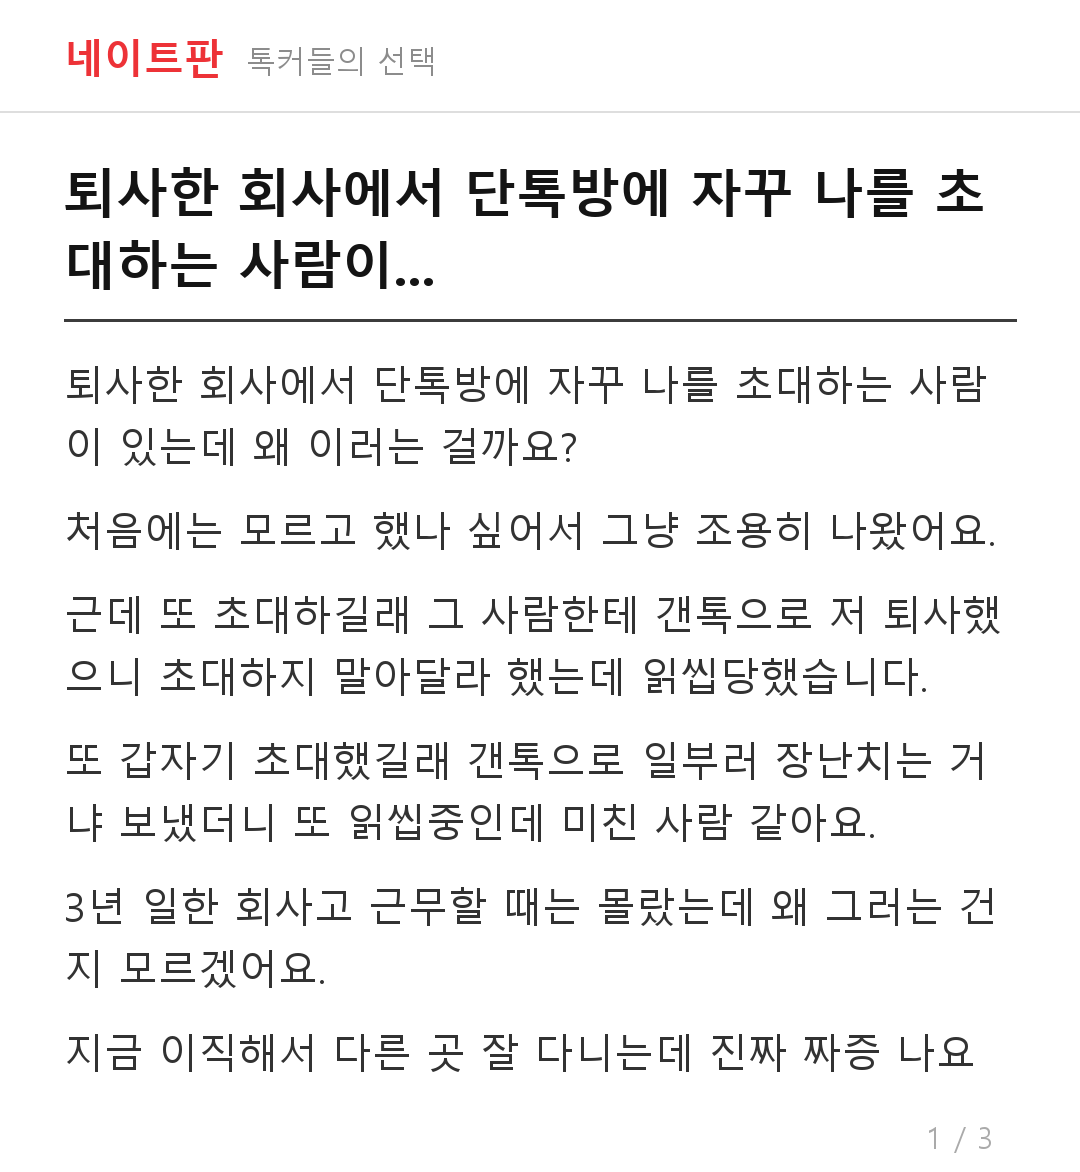 네이트판 톡커들의 선택
퇴사한 회사에서 단톡방에 자꾸 나를 초
대하는 사람이...
퇴사한 회사에서 단톡방에 자꾸 나를 초대하는 사람
이 있는데 왜 이러는 걸까요?
처음에는 모르고 했나 싶어서 그냥 조용히 나왔어요.
근데 또 초대하길래 그 사람한테 갠톡으로 저 퇴사했
으니 초대하지 말아달라 했는데 읽씹당했습니다.
또 갑자기 초대했길래 갠톡으로 일부러 장난치는 거
냐 보냈더니 또 읽씹중인데 미친 사람 같아요.
3년 일한 회사고 근무할 때는 몰랐는데 왜 그러는 건
지 모르겠어요.
지금 이직해서 다른 곳 잘 다니는데 진짜 짜증 나요
1 / 3